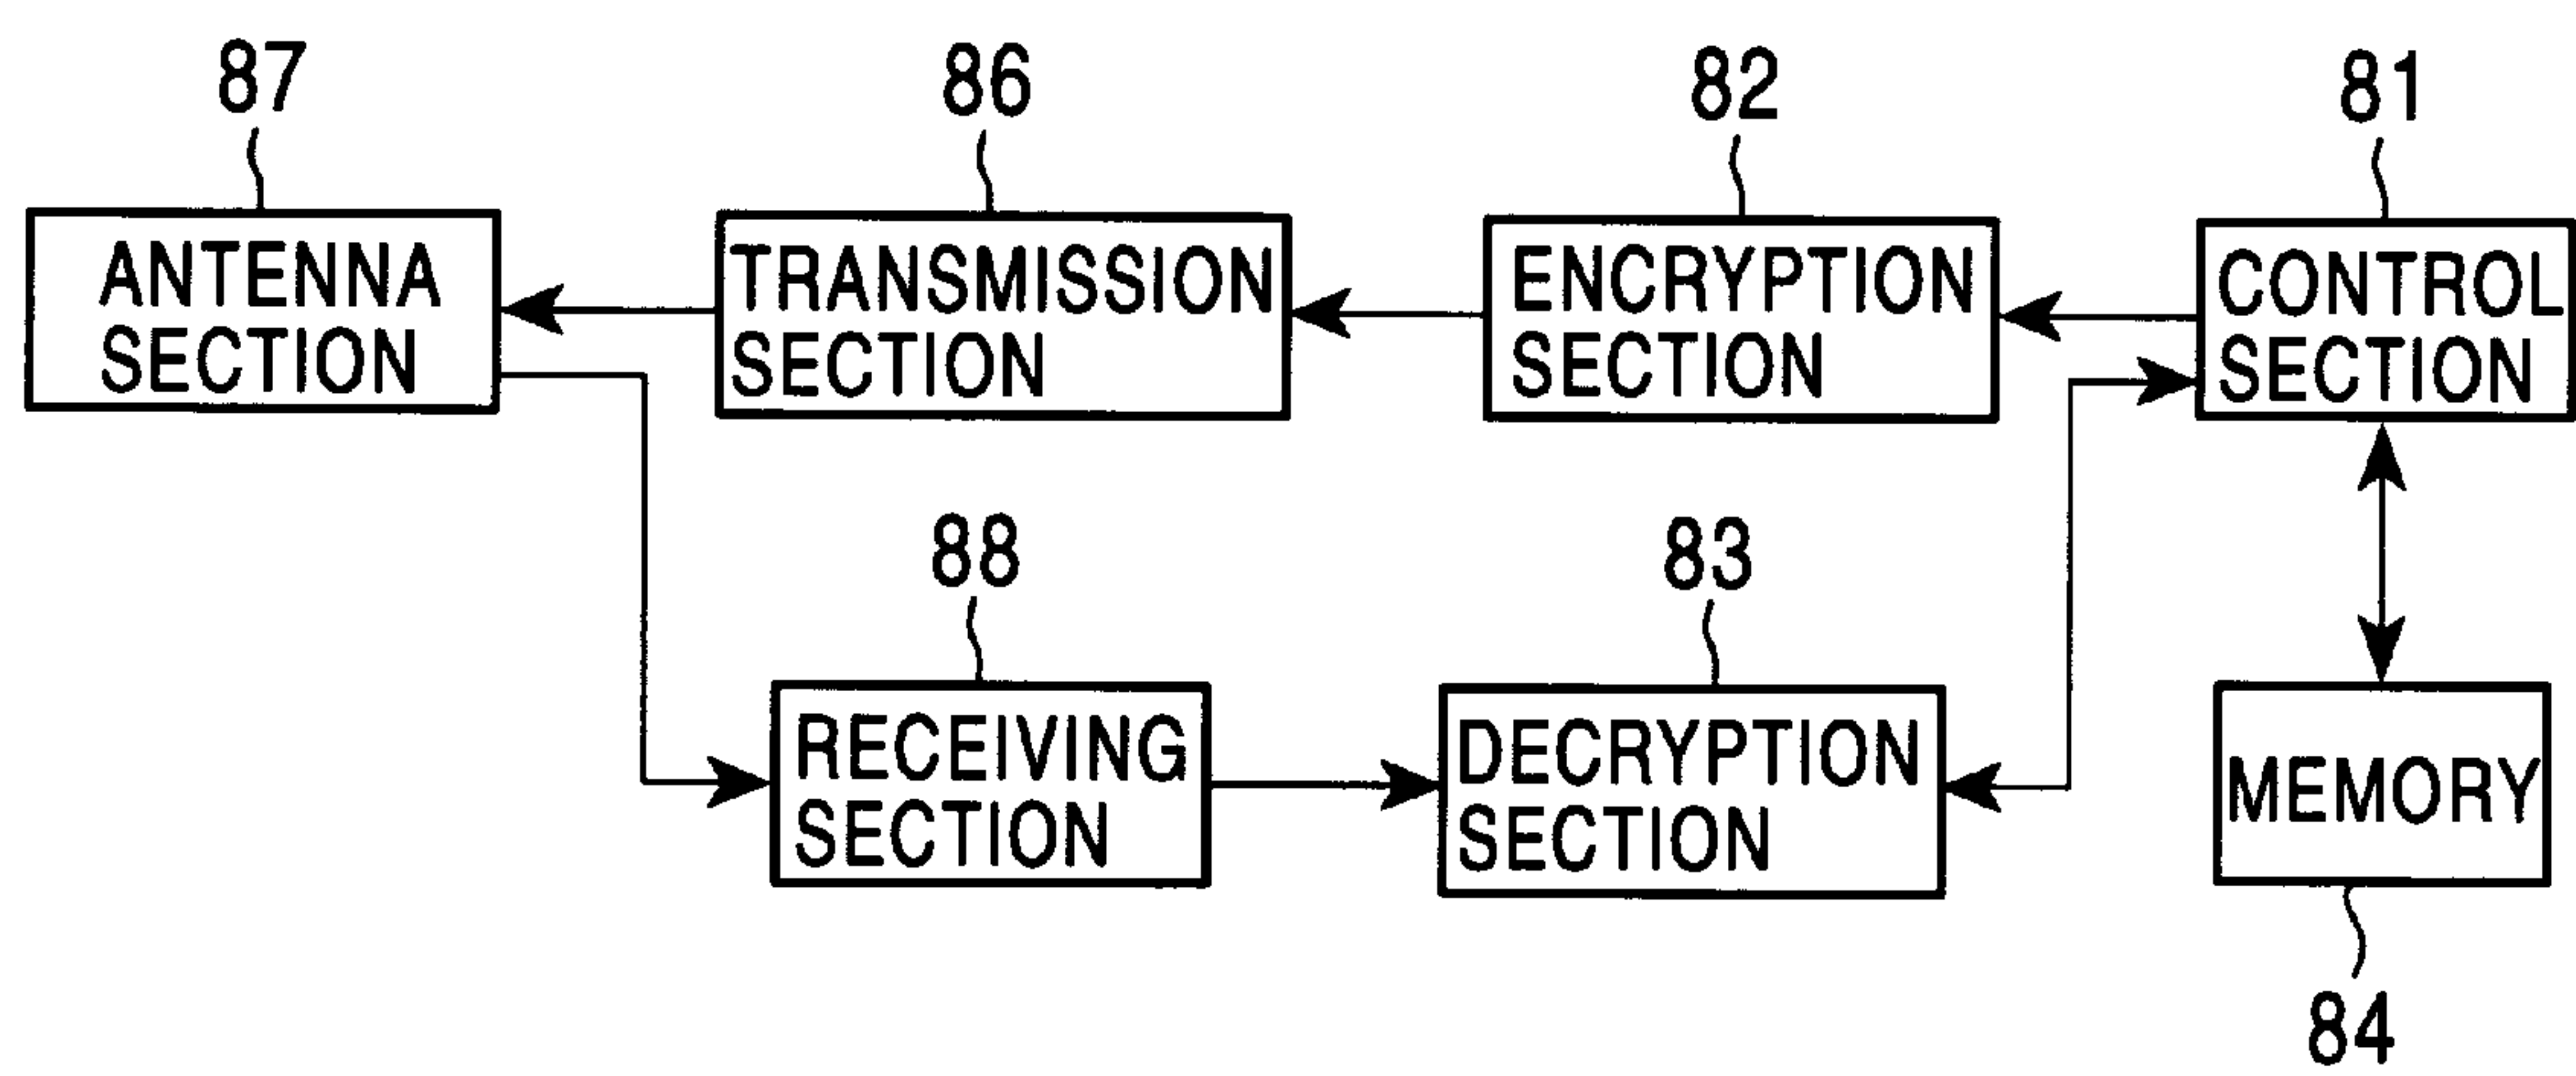 87
86
82
81
ANTENNA
SECTION
TRANSMISSION
SECTION
ENCRYPTION
SECTION
CONTROL
SECTION
88
83
RECEIVING
SECTION
DECRYPTION
SECTION
MEMORY
84